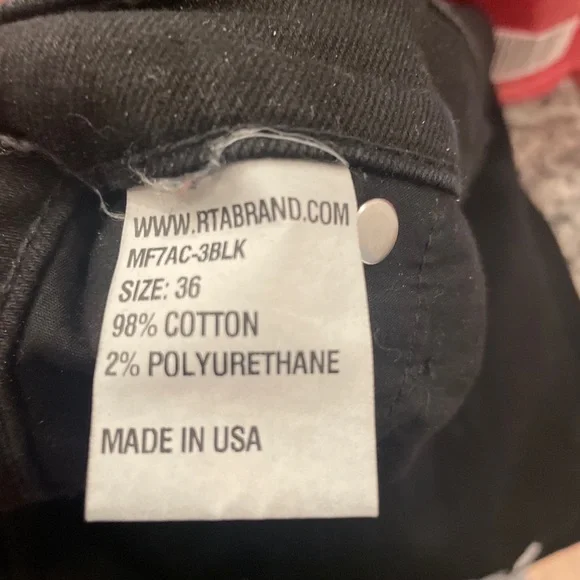 WWW.RTABRAND.COM
MF7AC-3BLK
SIZE: 36
98% COTTON
2% POLYURETHANE
MADE IN USA